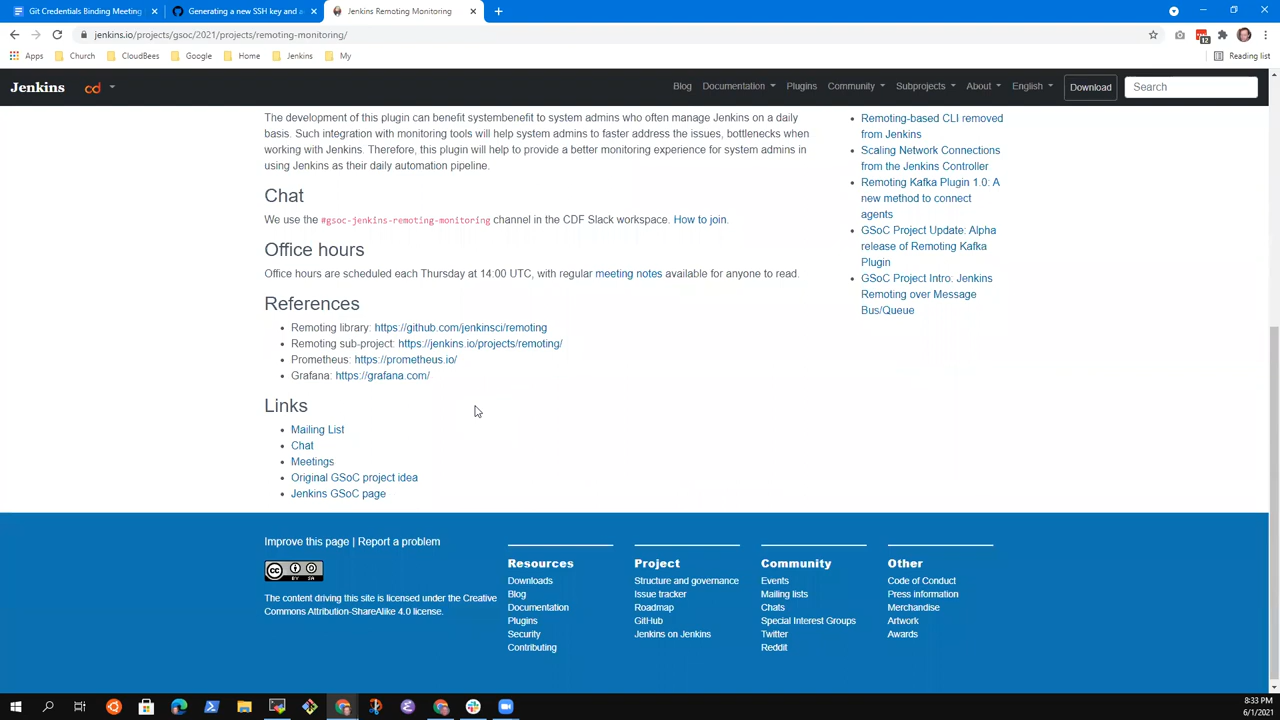 Git Credentials Binding Meeting
Generating a new SSH key and a
Jenkins Remoting Monitoring
jenkins.io/projects/gsoc/2021/projects/remoting-monitoring/
12
Apps Church CloudBees Google Home Jenkins My Reading list
Jenkins cd Blog Documentation Plugins Community Subprojects About English Download Search
The development of this plugin can benefit systembenefit to system admins who often manage Jenkins on a daily
basis. Such integration with monitoring tools will help system admins to faster address the issues, bottlenecks when
working with Jenkins. Therefore, this plugin will help to provide a better monitoring experience for system admins in
using Jenkins as their daily automation pipeline.
Chat
We use the #gsoc-jenkins-remoting-monitoring channel in the CDF Slack workspace. How to join.
Office hours
Office hours are scheduled each Thursday at 14:00 UTC, with regular meeting notes available for anyone to read.
References
Remoting library: https://github.com/jenkinsci/remoting
Remoting sub-project: https://jenkins.io/projects/remoting/
Prometheus: https://prometheus.io/
Grafana: https://grafana.com/
Links
Mailing List
Chat
Meetings
Original GSoC project idea
Jenkins GSoC page
Remoting-based CLI removed
from Jenkins
Scaling Network Connections
from the Jenkins Controller
Remoting Kafka Plugin 1.0: A
new method to connect
agents
GSoC Project Update: Alpha
release of Remoting Kafka
Plugin
GSoC Project Intro: Jenkins
Remoting over Message
Bus/Queue
Improve this page | Report a problem
CC BY SA
The content driving this site is licensed under the Creative
Commons Attribution-ShareAlike 4.0 license.
Resources
Downloads
Blog
Documentation
Plugins
Security
Contributing
Project
Structure and governance
Issue tracker
Roadmap
GitHub
Jenkins on Jenkins
Community
Events
Mailing lists
Chats
Special Interest Groups
Twitter
Reddit
Other
Code of Conduct
Press information
Merchandise
Artwork
Awards
8:33 PM
6/1/2021